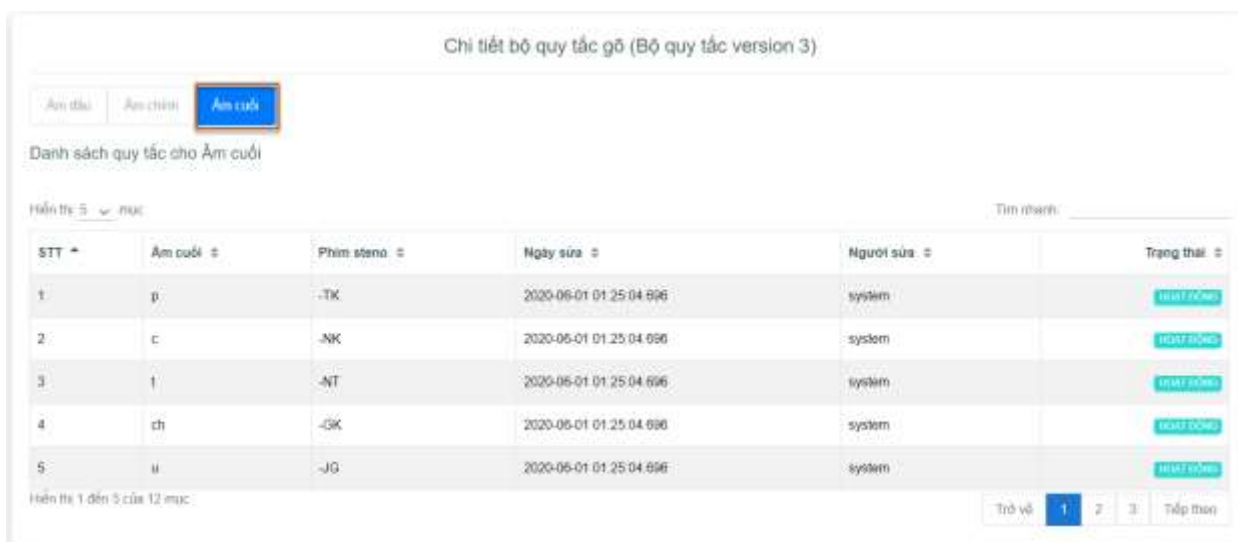 Chi tiết bộ quy tắc gõ (Bộ quy tắc version 3)
Âm đầu Âm chính Âm cuối
Danh sách quy tắc cho Âm cuối
Hiển thị 5 mục
Tìm nhanh:
STT Âm cuối Phím steno Ngày sửa Người sửa Trạng thái
1 p -TK 2020-06-01 01:25:04.696 system HOẠT ĐỘNG
2 c -NK 2020-06-01 01:25:04.696 system HOẠT ĐỘNG
3 t -NT 2020-06-01 01:25:04.696 system HOẠT ĐỘNG
4 ch -GK 2020-06-01 01:25:04.696 system HOẠT ĐỘNG
5 u -JG 2020-06-01 01:25:04.696 system HOẠT ĐỘNG
Hiển thị 1 đến 5 của 12 mục
Trở về 1 2 3 Tiếp theo